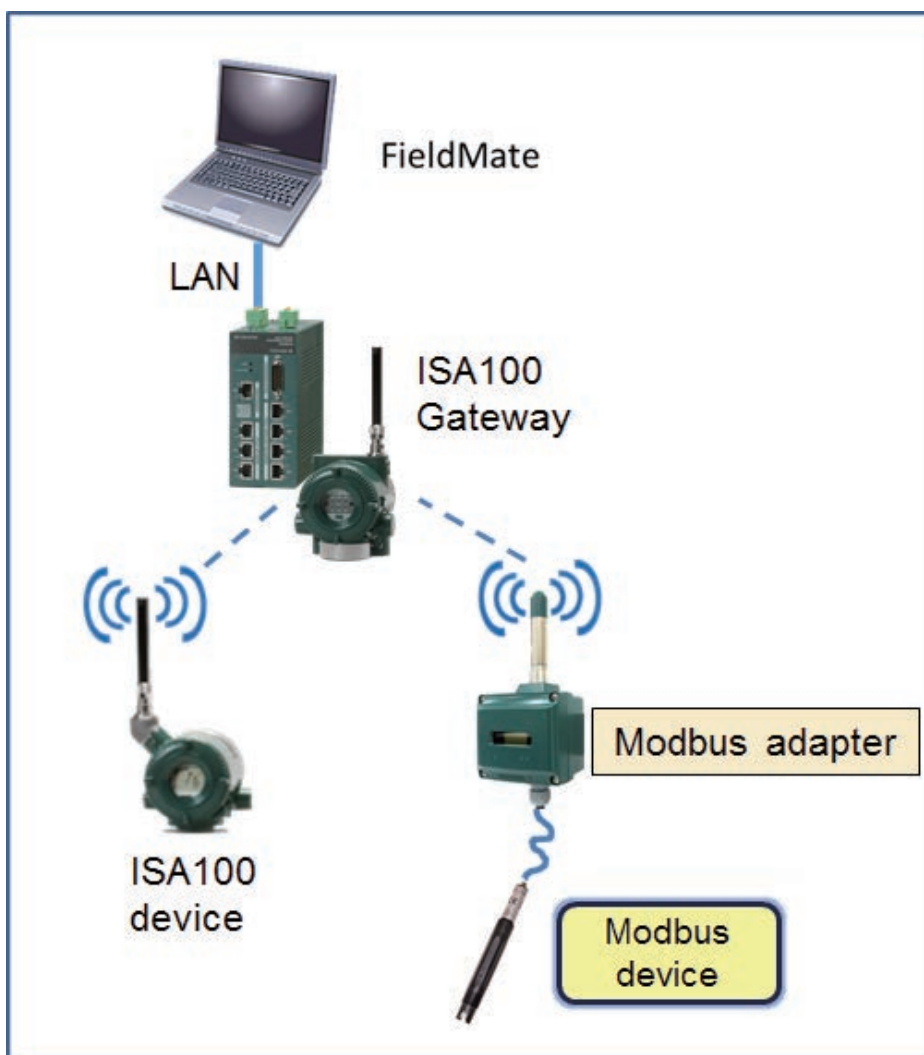 FieldMate
LAN
ISA100
Gateway
Modbus adapter
ISA100
device
Modbus
device